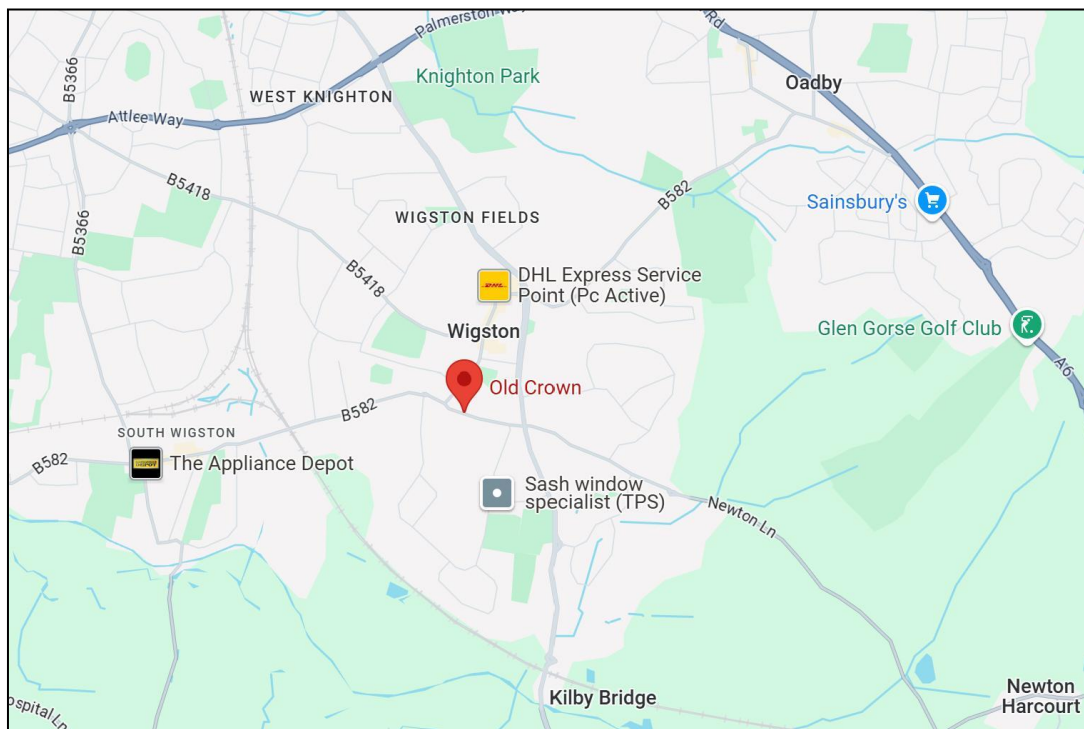 Palmerston Way
Rd
B5366
Knighton Park
Oadby
WEST KNIGHTON
Attlee Way
B5418
B582
Sainsbury's
B5366
WIGSTON FIELDS
B5418
DHL Express Service
Point (Pc Active)
Wigston
Glen Gorse Golf Club
A6
Old Crown
B582
SOUTH WIGSTON
B582
The Appliance Depot
Sash window
specialist (TPS)
Newton Ln
Kilby Bridge
Newton
Harcourt
ospital Ln